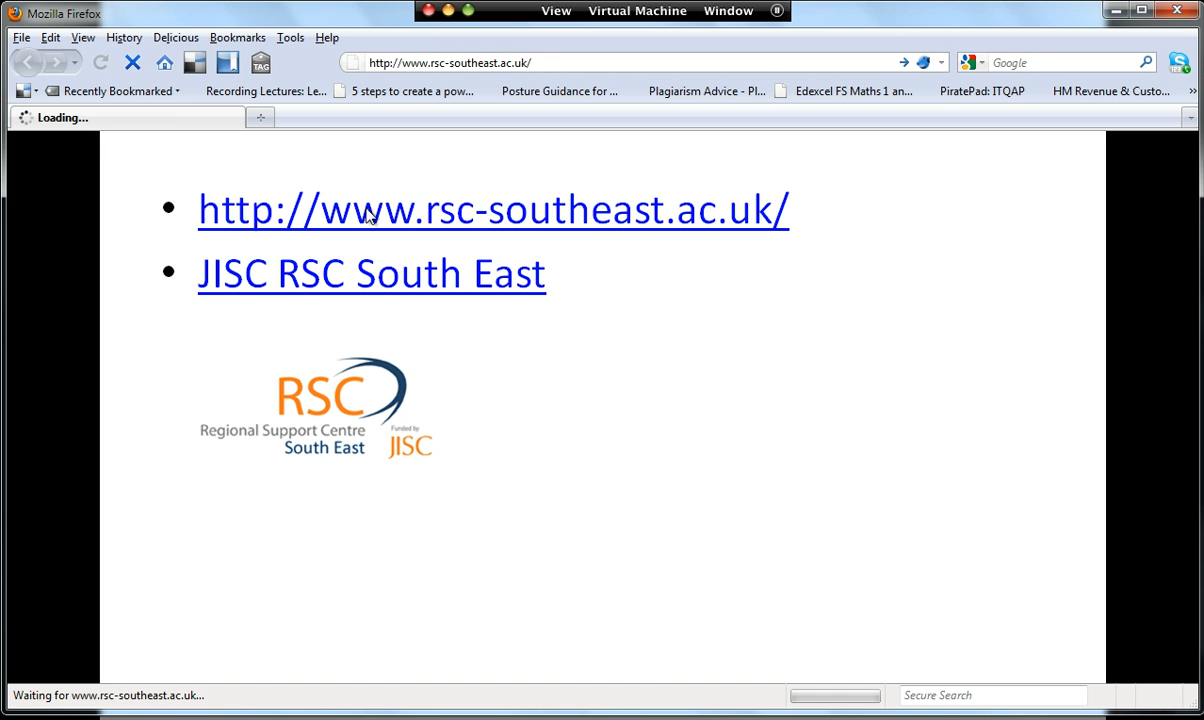 View Virtual Machine Window
Mozilla Firefox
File Edit View History Delicious Bookmarks Tools Help
TAG http://www.rsc-southeast.ac.uk/ Google
Recently Bookmarked Recording Lectures: Le... 5 steps to create a pow... Posture Guidance for ... Plagiarism Advice - Pl... Edexcel FS Maths 1 an... PiratePad: ITQAP HM Revenue & Custo... »
Loading...
• http://www.rsc-southeast.ac.uk/
• JISC RSC South East
RSC
Regional Support Centre
South East
Funded by
JISC
Waiting for www.rsc-southeast.ac.uk... Secure Search